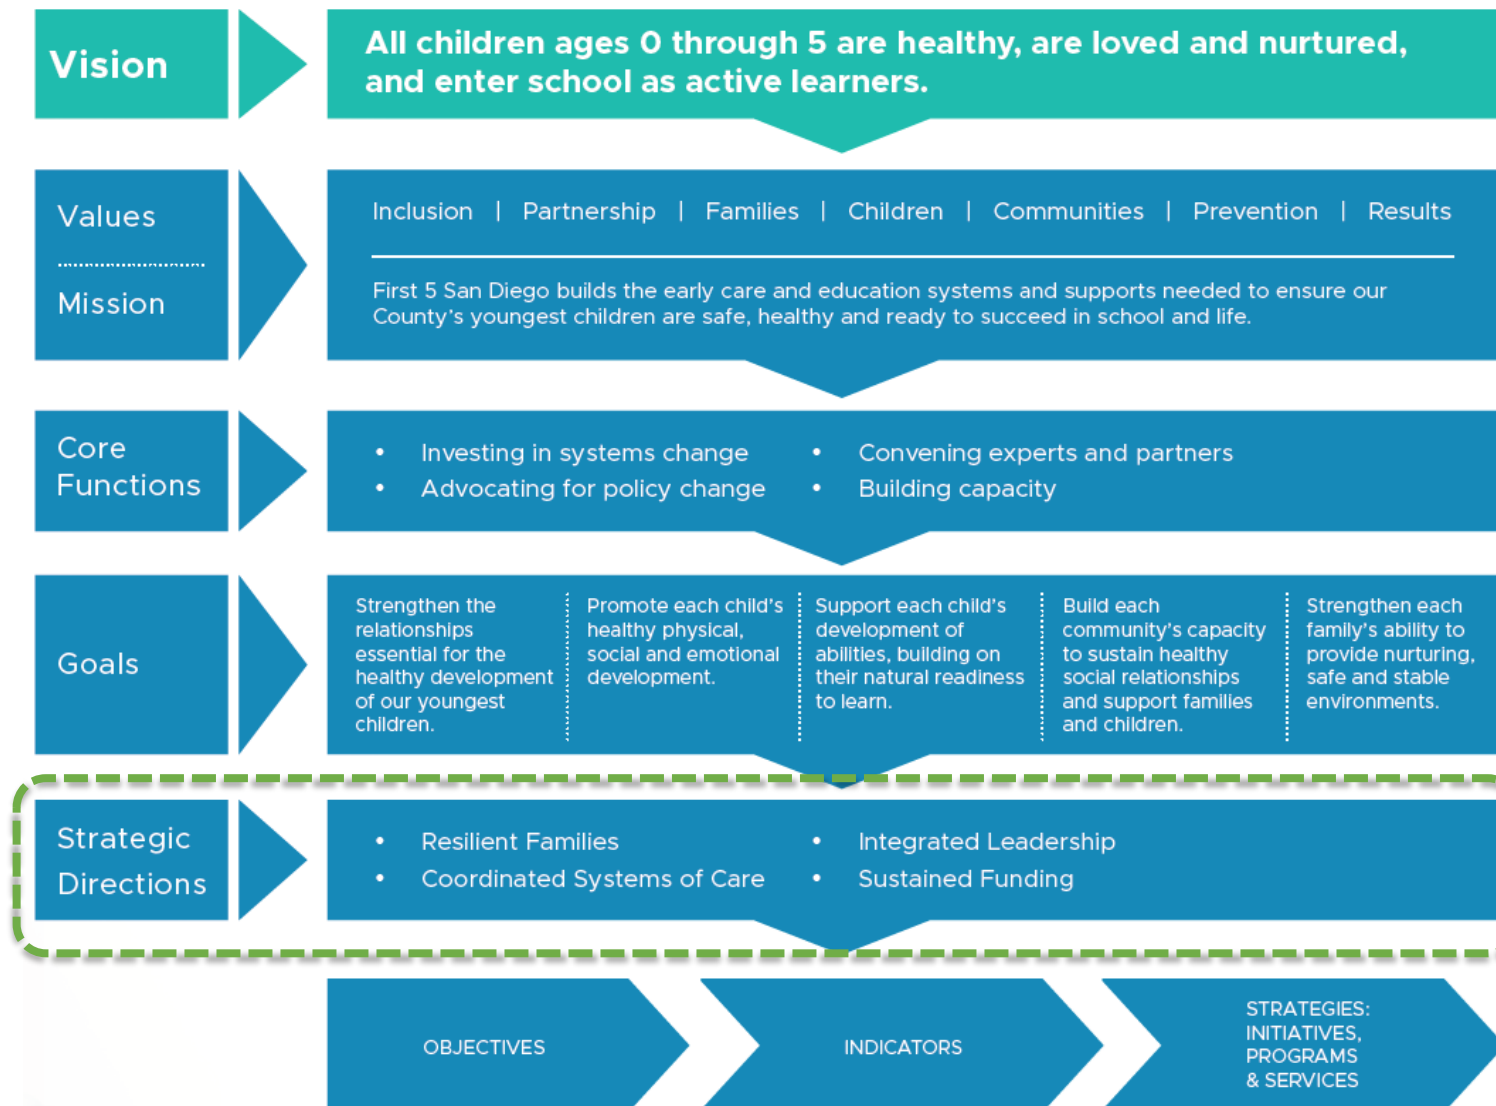 Vision
All children ages 0 through 5 are healthy, are loved and nurtured,
and enter school as active learners.
Values
Mission
Inclusion | Partnership | Families | Children | Communities | Prevention | Results
First 5 San Diego builds the early care and education systems and supports needed to ensure our
County’s youngest children are safe, healthy and ready to succeed in school and life.
Core
Functions
• Investing in systems change
• Advocating for policy change
• Convening experts and partners
• Building capacity
Goals
Strengthen the
relationships
essential for the
healthy development
of our youngest
children.
Promote each child’s
healthy physical,
social and emotional
development.
Support each child’s
development of
abilities, building on
their natural readiness
to learn.
Build each
community’s capacity
to sustain healthy
social relationships
and support families
and children.
Strengthen each
family’s ability to
provide nurturing,
safe and stable
environments.
Strategic
Directions
• Resilient Families
• Coordinated Systems of Care
• Integrated Leadership
• Sustained Funding
OBJECTIVES
INDICATORS
STRATEGIES:
INITIATIVES,
PROGRAMS
& SERVICES